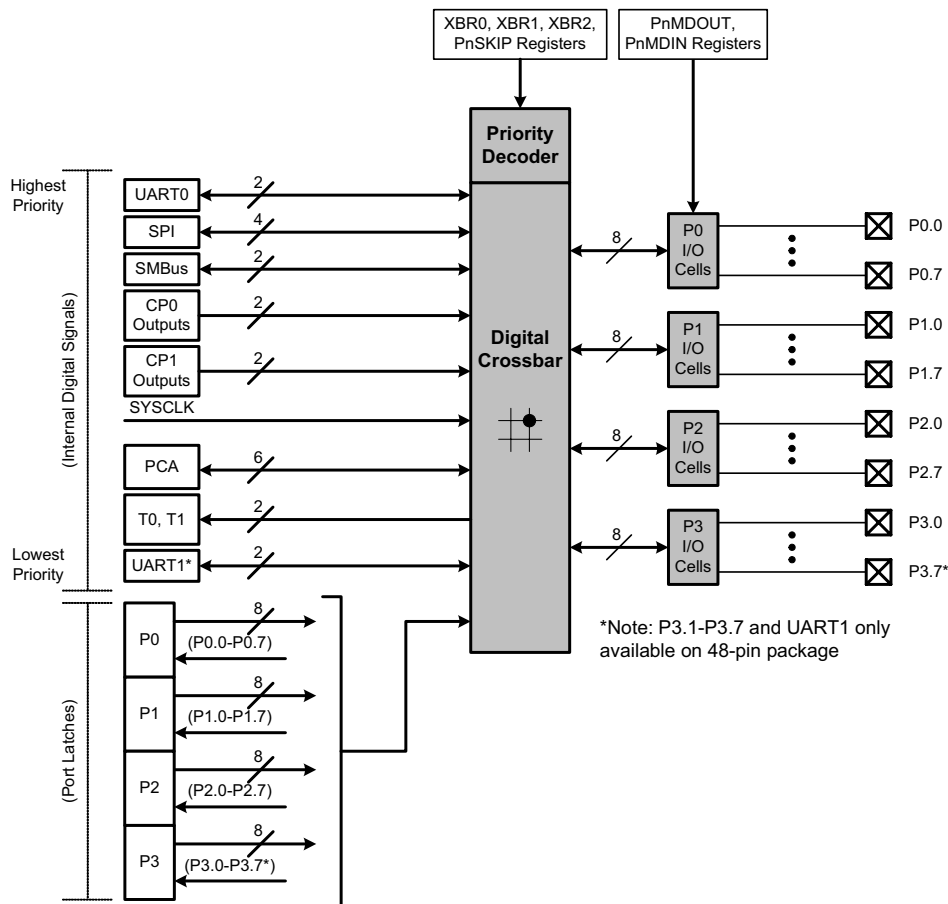 XBR0, XBR1, XBR2,
PnSKIP Registers
PnMDOUT,
PnMDIN Registers
Priority
Decoder
Highest
Priority
(Internal Digital Signals)
Lowest
Priority
UART0
2
SPI
4
SMBus
2
CP0
Outputs
2
CP1
Outputs
2
SYSCLK
PCA
6
T0, T1
2
UART1*
2
Digital
Crossbar
8
P0
I/O
Cells
P0.0
P0.7
8
P1
I/O
Cells
P1.0
P1.7
8
P2
I/O
Cells
P2.0
P2.7
8
P3
I/O
Cells
P3.0
P3.7*
*Note: P3.1-P3.7 and UART1 only
available on 48-pin package
(Port Latches)
P0
8
(P0.0-P0.7)
P1
8
(P1.0-P1.7)
P2
8
(P2.0-P2.7)
P3
8
(P3.0-P3.7*)